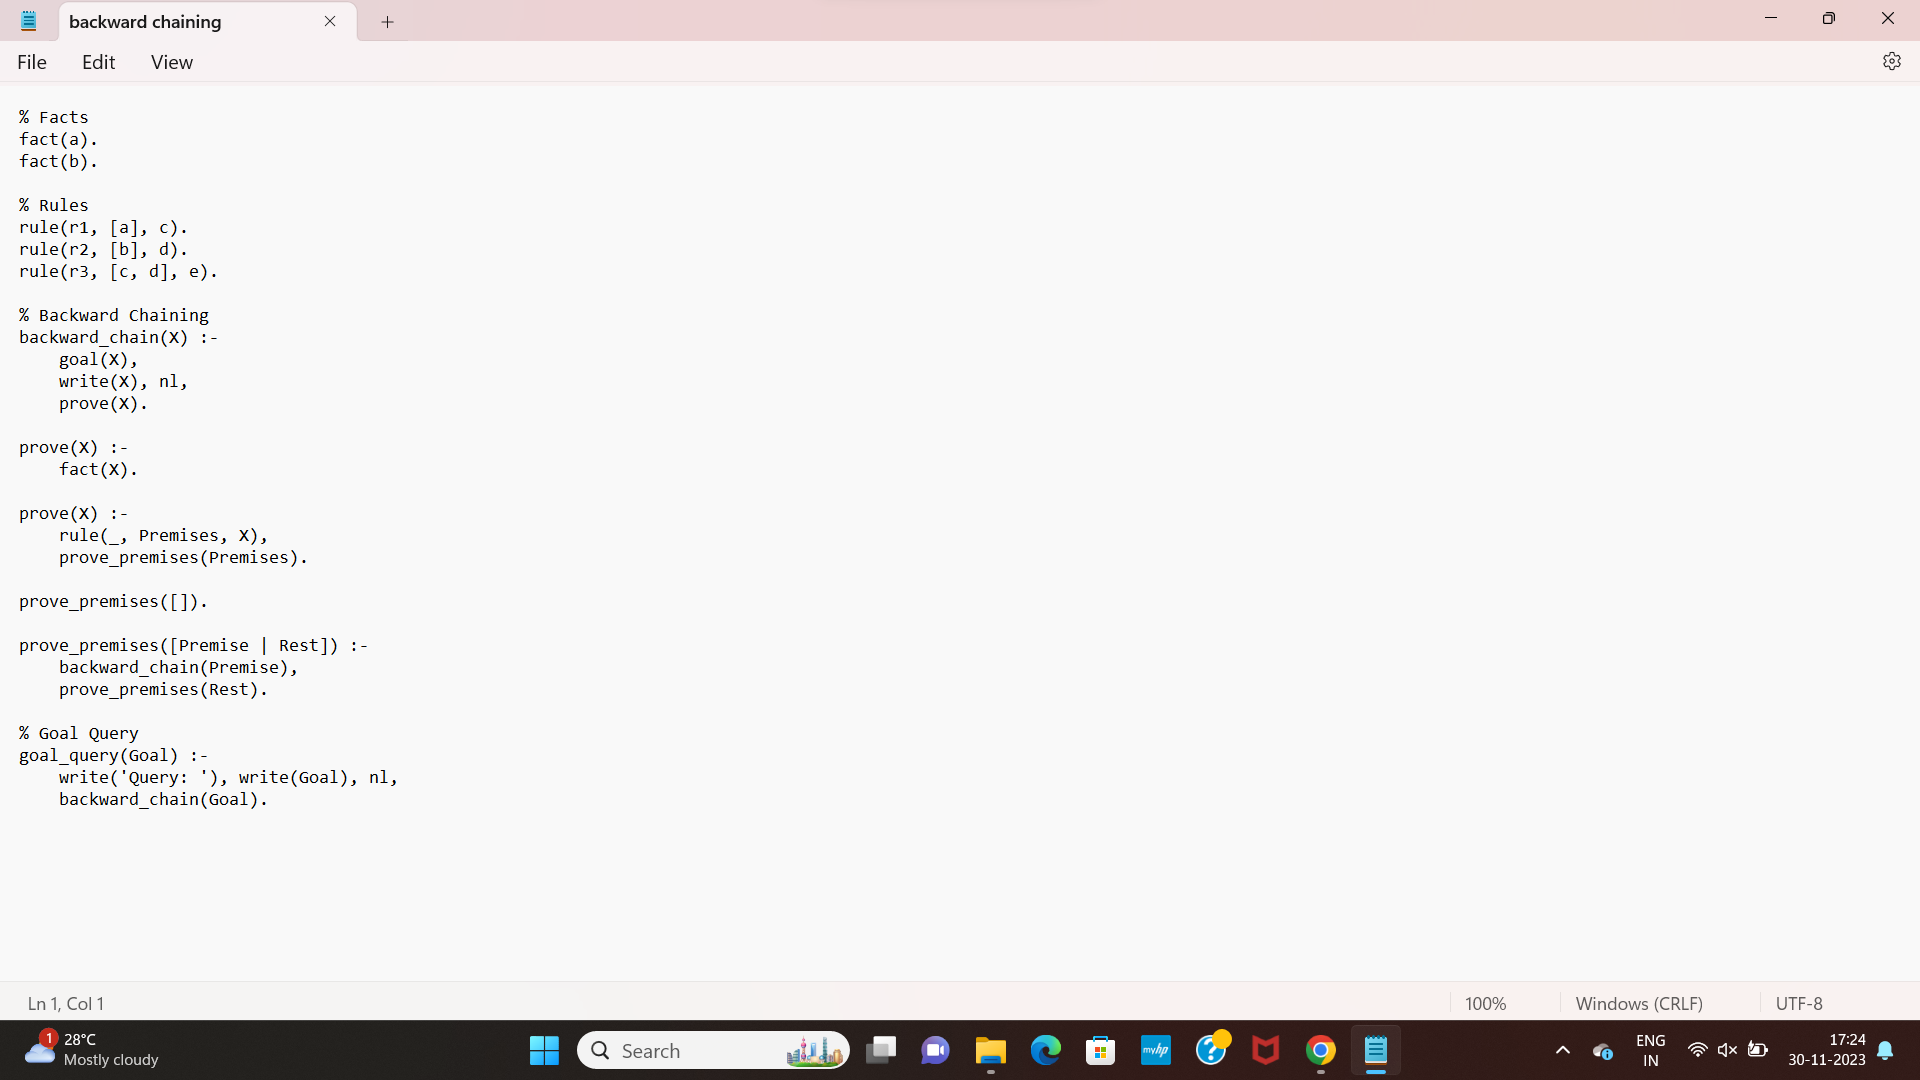 backward chaining
File Edit View
% Facts
fact(a).
fact(b).
% Rules
rule(r1, [a], c).
rule(r2, [b], d).
rule(r3, [c, d], e).
% Backward Chaining
backward_chain(X) :-
    goal(X),
    write(X), nl,
    prove(X).
prove(X) :-
    fact(X).
prove(X) :-
    rule(_, Premises, X),
    prove_premises(Premises).
prove_premises([]).
prove_premises([Premise | Rest]) :-
    backward_chain(Premise),
    prove_premises(Rest).
% Goal Query
goal_query(Goal) :-
    write('Query: '), write(Goal), nl,
    backward_chain(Goal).
Ln 1, Col 1 100% Windows (CRLF) UTF-8
1
28°C
Mostly cloudy
Search
myhp
ENG
IN
17:24
30-11-2023